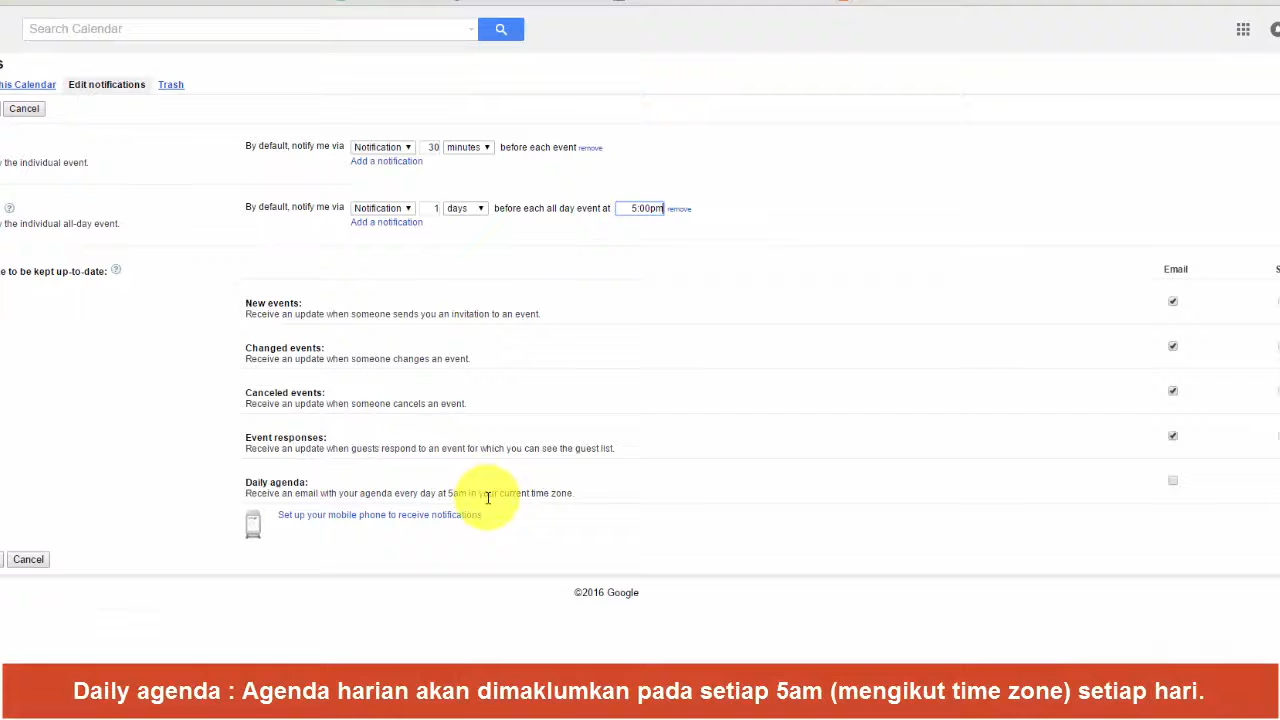 Search Calendar
s
his Calendar Edit notifications Trash
Cancel
By default, notify me via Notification 30 minutes before each event remove
Add a notification
y the individual event.
By default, notify me via Notification 1 days before each all day event at 5:00pm remove
Add a notification
y the individual all-day event.
e to be kept up-to-date:
Email S
New events:
Receive an update when someone sends you an invitation to an event.
Changed events:
Receive an update when someone changes an event.
Canceled events:
Receive an update when someone cancels an event.
Event responses:
Receive an update when guests respond to an event for which you can see the guest list.
Daily agenda:
Receive an email with your agenda every day at 5am in your current time zone.
Set up your mobile phone to receive notifications
Cancel
©2016 Google
Daily agenda : Agenda harian akan dimaklumkan pada setiap 5am (mengikut time zone) setiap hari.